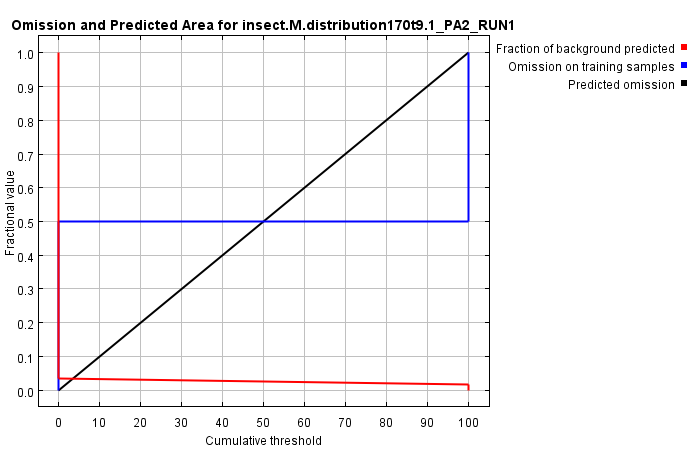 Omission and Predicted Area for insect.M.distribution170t9.1_PA2_RUN1
Fraction of background predicted
Omission on training samples
Predicted omission
Fractional value
1.0
0.9
0.8
0.7
0.6
0.5
0.4
0.3
0.2
0.1
0.0
0 10 20 30 40 50 60 70 80 90 100
Cumulative threshold